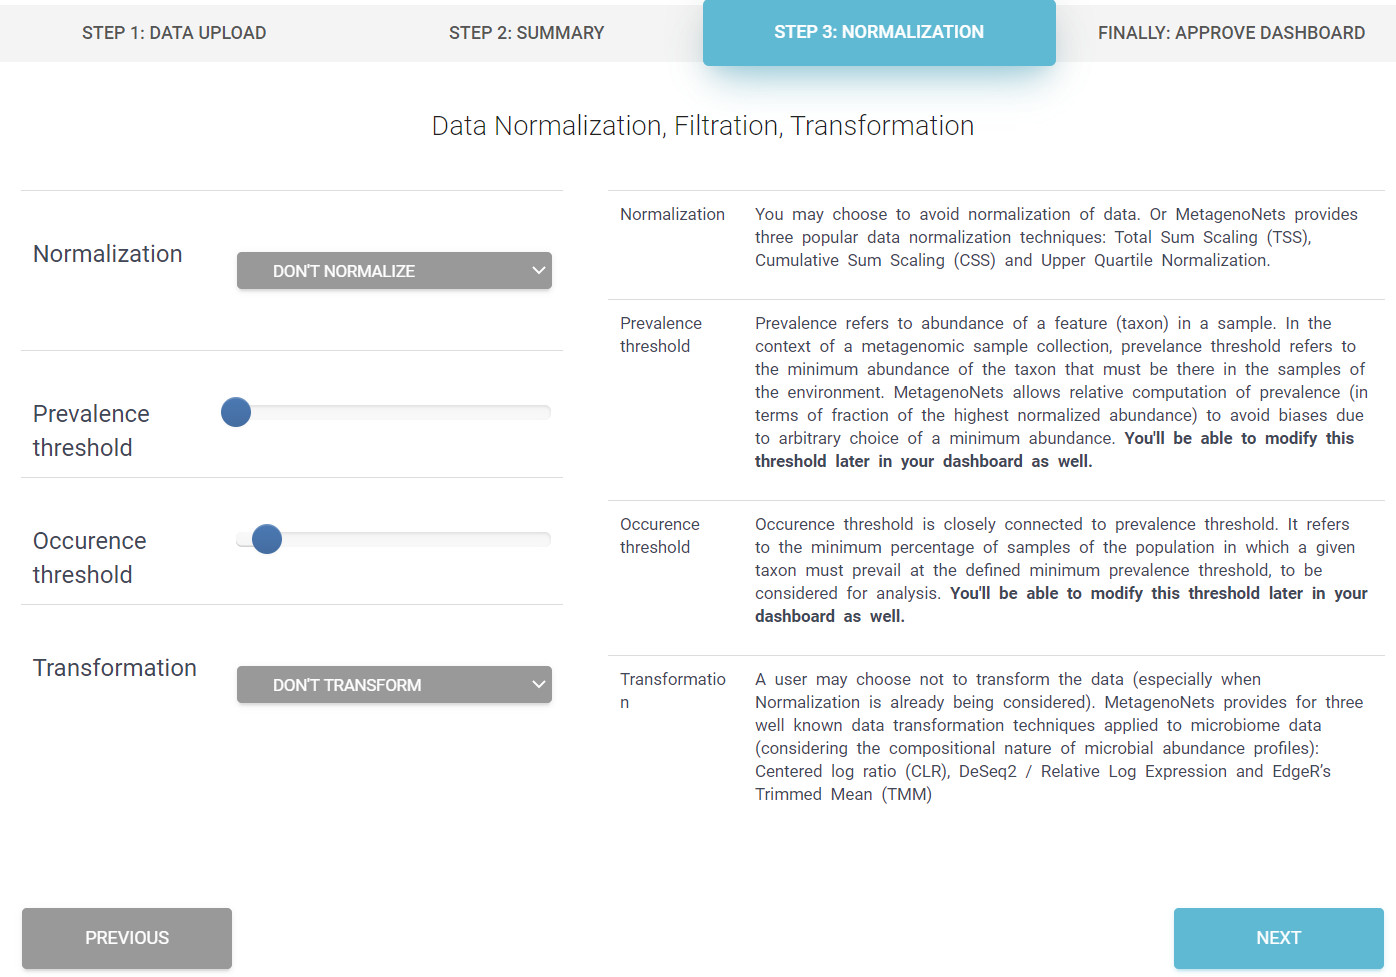 STEP 1: DATA UPLOAD
STEP 2: SUMMARY
STEP 3: NORMALIZATION
FINALLY: APPROVE DASHBOARD
Data Normalization, Filtration, Transformation
Normalization
DON'T NORMALIZE
Prevalence
threshold
Occurence
threshold
Transformation
DON'T TRANSFORM
Normalization
You may choose to avoid normalization of data. Or MetagenoNets provides
three popular data normalization techniques: Total Sum Scaling (TSS),
Cumulative Sum Scaling (CSS) and Upper Quartile Normalization.
Prevalence
threshold
Prevalence refers to abundance of a feature (taxon) in a sample. In the
context of a metagenomic sample collection, prevelance threshold refers to
the minimum abundance of the taxon that must be there in the samples of
the environment. MetagenoNets allows relative computation of prevalence (in
terms of fraction of the highest normalized abundance) to avoid biases due
to arbitrary choice of a minimum abundance. You'll be able to modify this
threshold later in your dashboard as well.
Occurence
threshold
Occurence threshold is closely connected to prevalence threshold. It refers
to the minimum percentage of samples of the population in which a given
taxon must prevail at the defined minimum prevalence threshold, to be
considered for analysis. You'll be able to modify this threshold later in your
dashboard as well.
Transformatio
n
A user may choose not to transform the data (especially when
Normalization is already being considered). MetagenoNets provides for three
well known data transformation techniques applied to microbiome data
(considering the compositional nature of microbial abundance profiles):
Centered log ratio (CLR), DeSeq2 / Relative Log Expression and EdgeR’s
Trimmed Mean (TMM)
PREVIOUS
NEXT